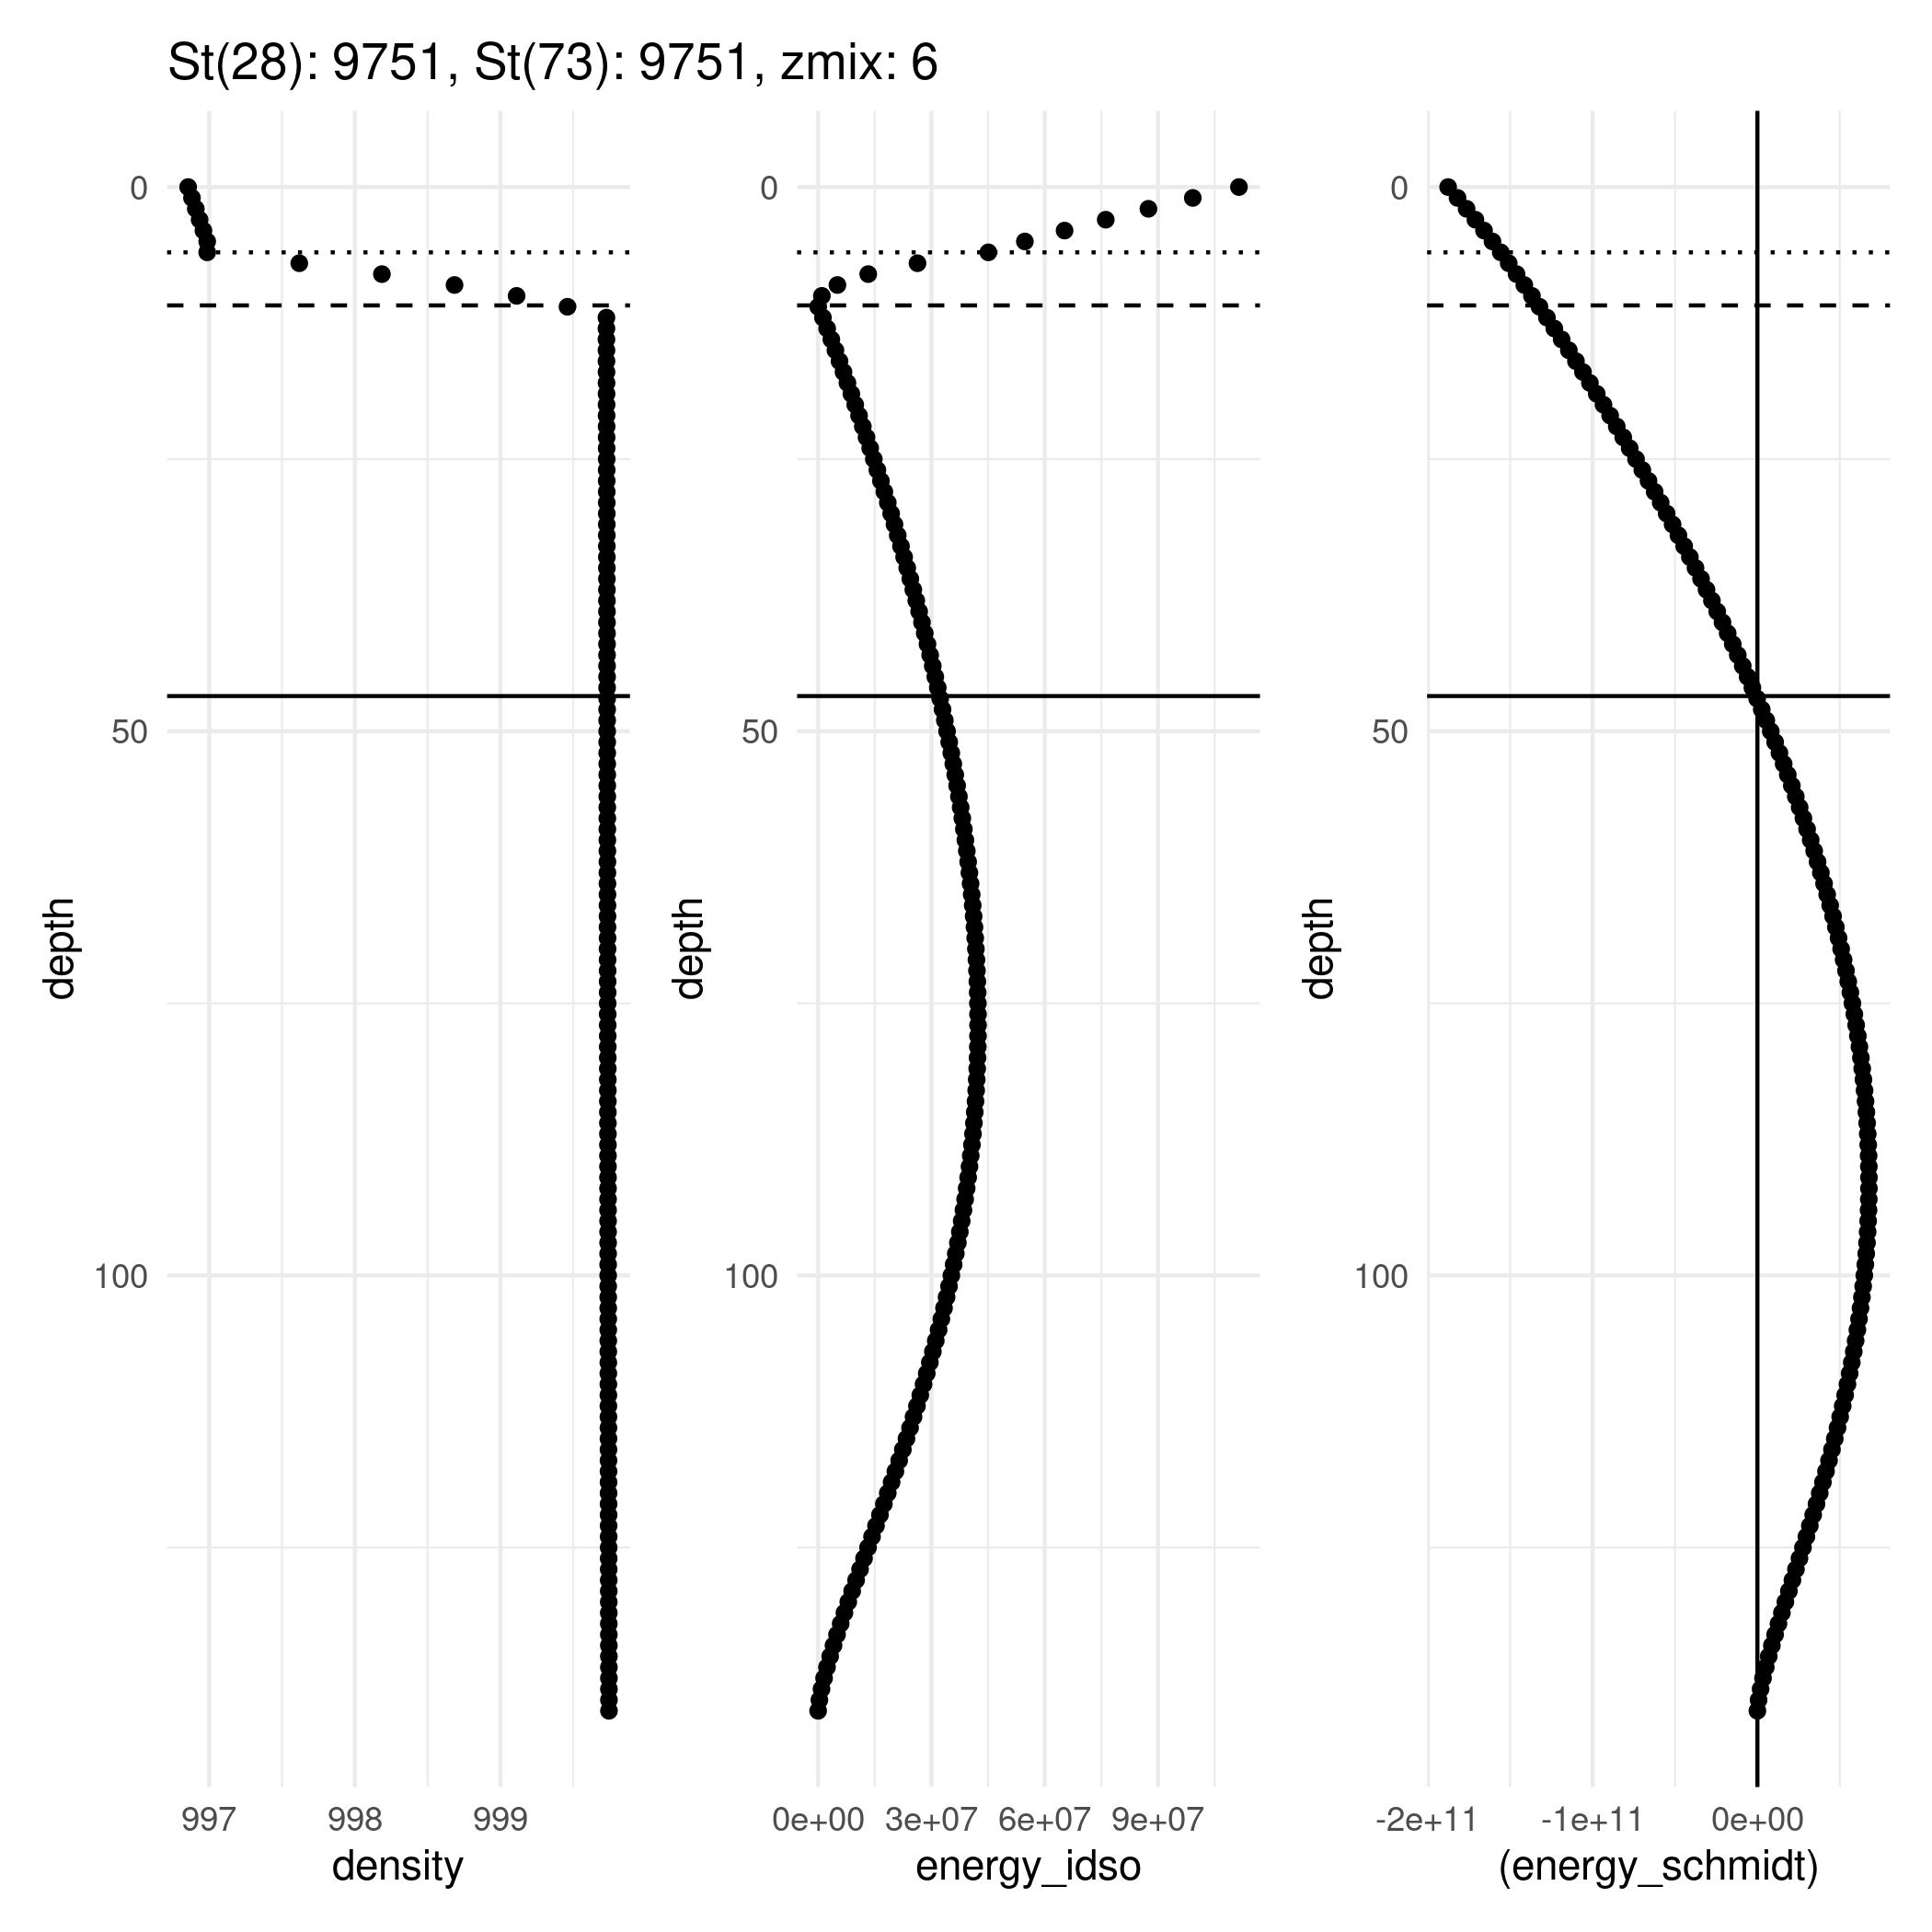 St(28): 9751, St(73): 9751, zmix: 6
0
50
100
depth
997 998 999
density
0
50
100
depth
0e+00 3e+07 6e+07 9e+07
energy_idso
0
50
100
depth
-2e+11 -1e+11 0e+00
(energy_schmidt)